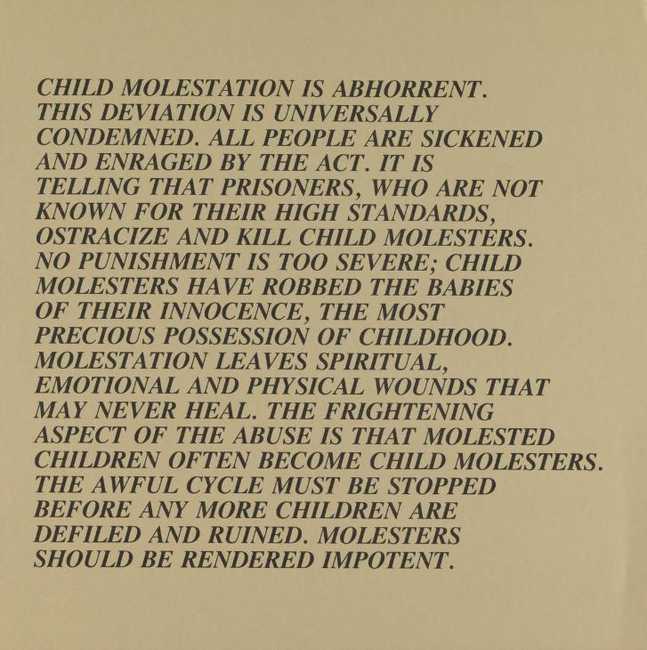 CHILD MOLESTATION IS ABHORRENT.
THIS DEVIATION IS UNIVERSALLY
CONDEMNED. ALL PEOPLE ARE SICKENED
AND ENRAGED BY THE ACT. IT IS
TELLING THAT PRISONERS, WHO ARE NOT
KNOWN FOR THEIR HIGH STANDARDS,
OSTRACIZE AND KILL CHILD MOLESTERS.
NO PUNISHMENT IS TOO SEVERE; CHILD
MOLESTERS HAVE ROBBED THE BABIES
OF THEIR INNOCENCE, THE MOST
PRECIOUS POSSESSION OF CHILDHOOD.
MOLESTATION LEAVES SPIRITUAL,
EMOTIONAL AND PHYSICAL WOUNDS THAT
MAY NEVER HEAL. THE FRIGHTENING
ASPECT OF THE ABUSE IS THAT MOLESTED
CHILDREN OFTEN BECOME CHILD MOLESTERS.
THE AWFUL CYCLE MUST BE STOPPED
BEFORE ANY MORE CHILDREN ARE
DEFILED AND RUINED. MOLESTERS
SHOULD BE RENDERED IMPOTENT.